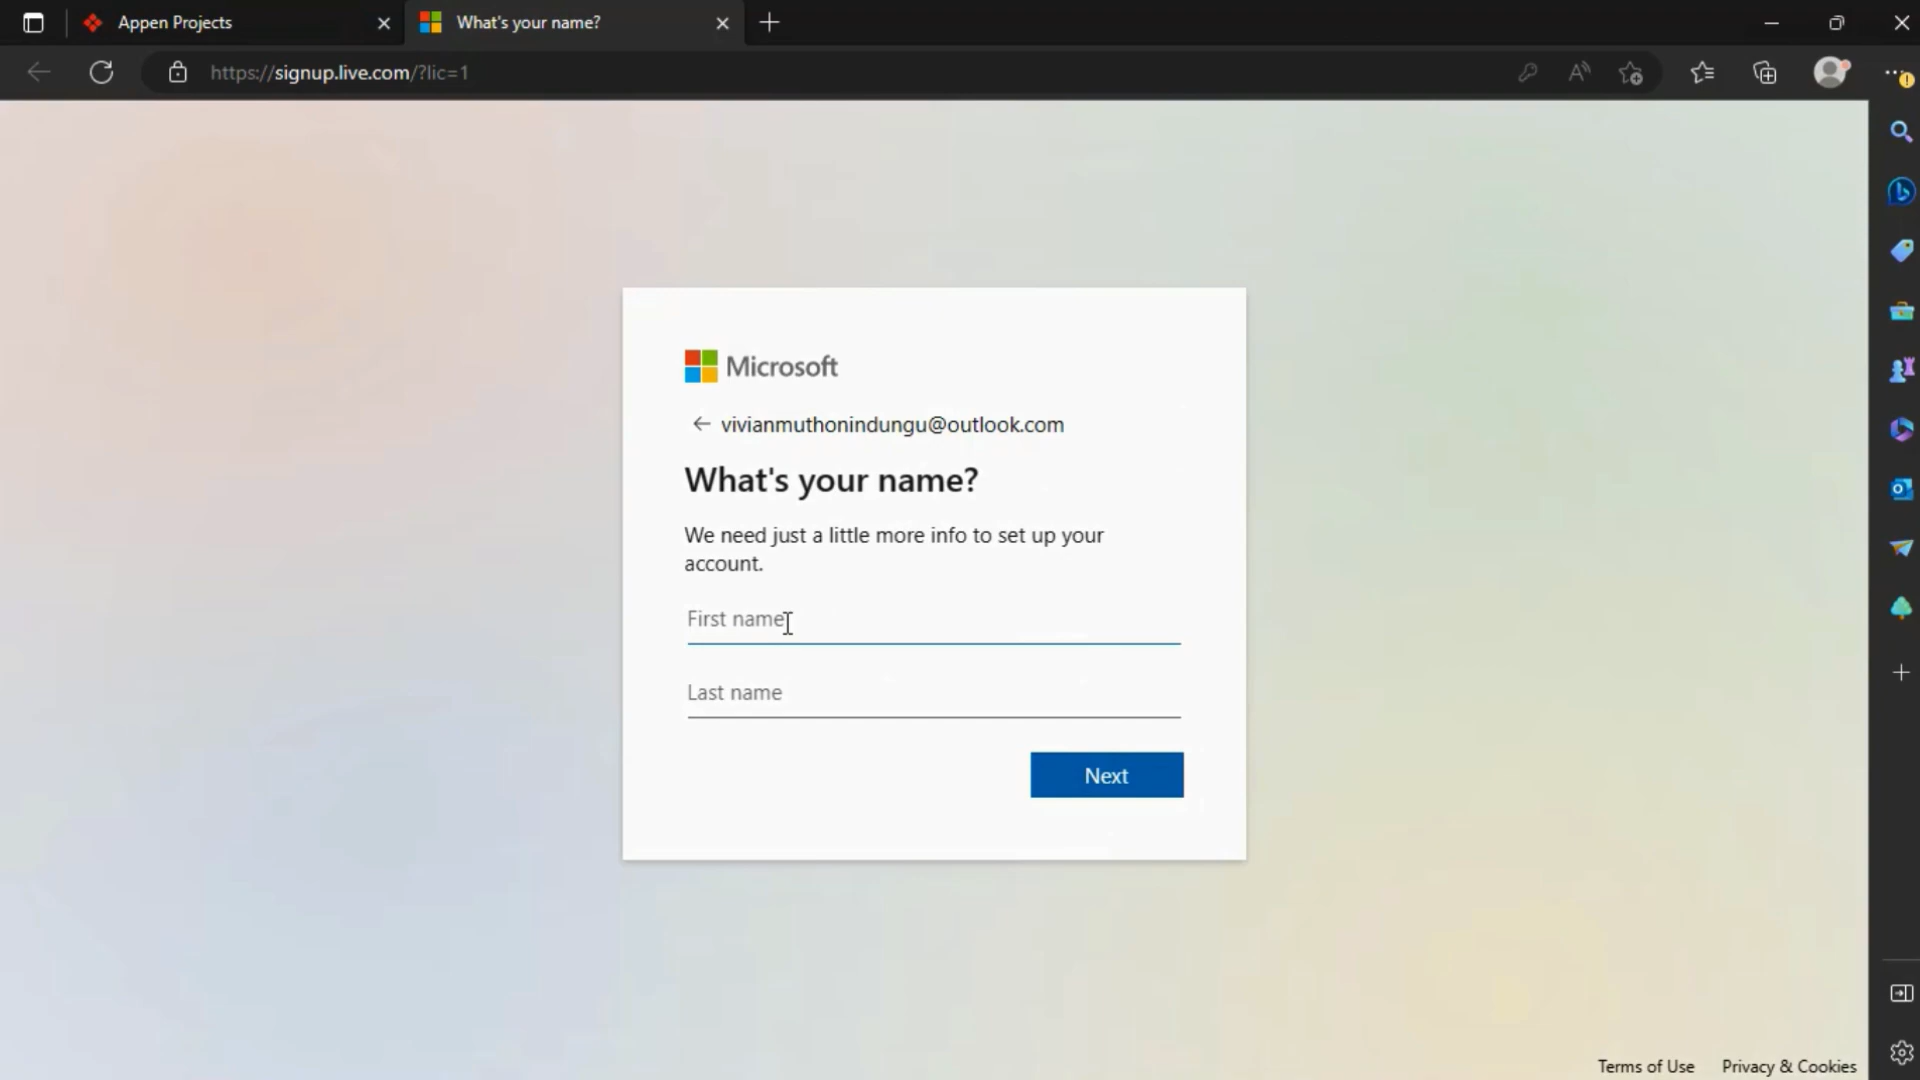 Appen Projects
What's your name?
https://signup.live.com/?lic=1
Microsoft
vivianmuthonindungu@outlook.com
What's your name?
We need just a little more info to set up your
account.
First name
Last name
Next
Terms of Use
Privacy & Cookies